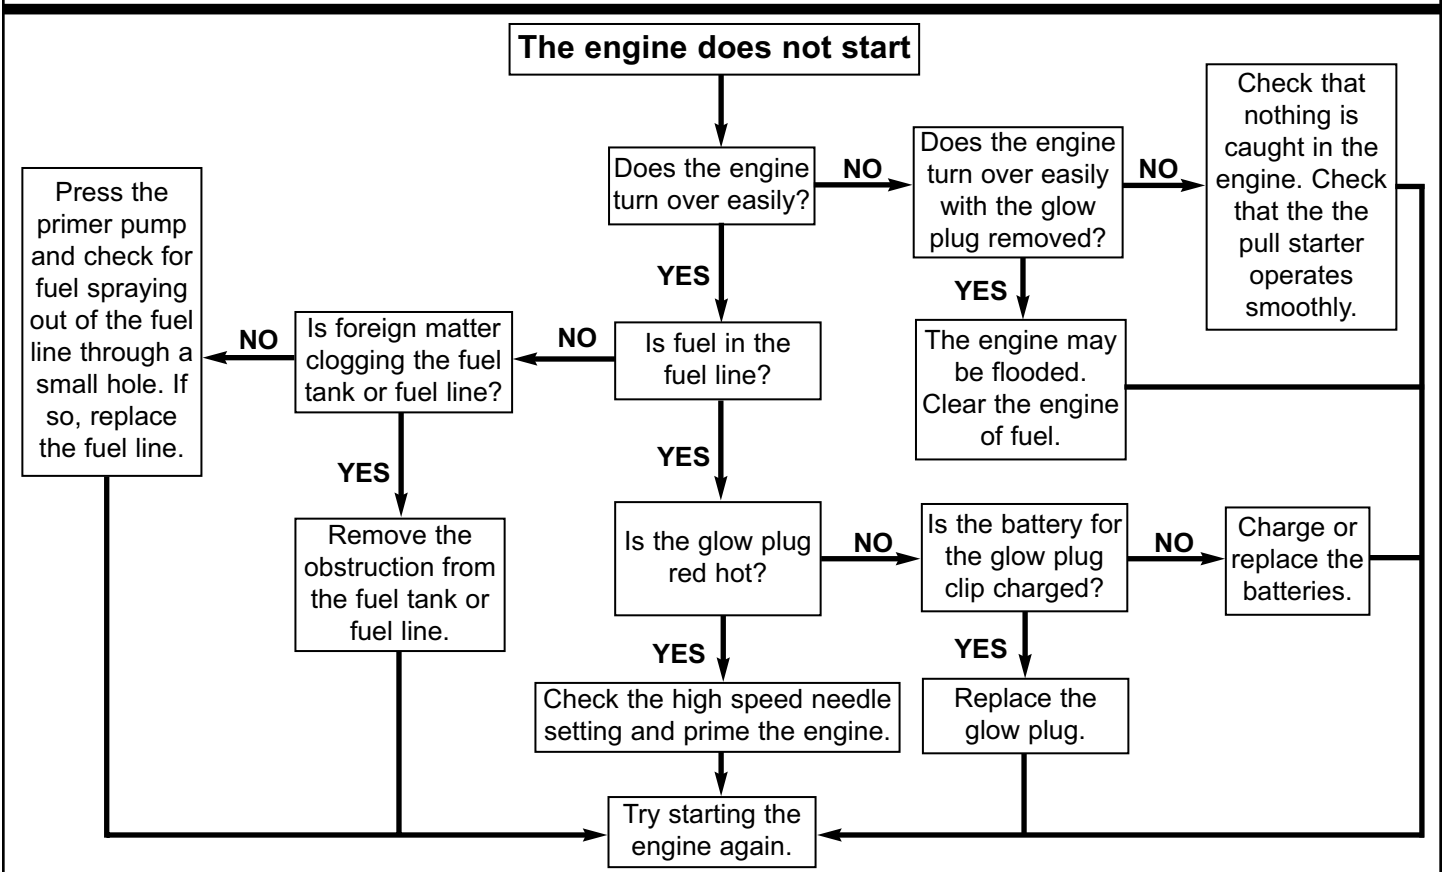 The engine does not start
Does the engine
turn over easily?
NO
Does the engine
turn over easily
with the glow
plug removed?
NO
Check that
nothing is
caught in the
engine. Check
that the the
pull starter
operates
smoothly.
YES
The engine may
be flooded.
Clear the engine
of fuel.
YES
Is fuel in the
fuel line?
NO
Is foreign matter
clogging the fuel
tank or fuel line?
NO
Press the
primer pump
and check for
fuel spraying
out of the fuel
line through a
small hole. If
so, replace
the fuel line.
YES
Remove the
obstruction from
the fuel tank or
fuel line.
YES
Is the glow plug
red hot?
NO
Is the battery for
the glow plug
clip charged?
NO
Charge or
replace the
batteries.
YES
Replace the
glow plug.
YES
Check the high speed needle
setting and prime the engine.
Try starting the
engine again.